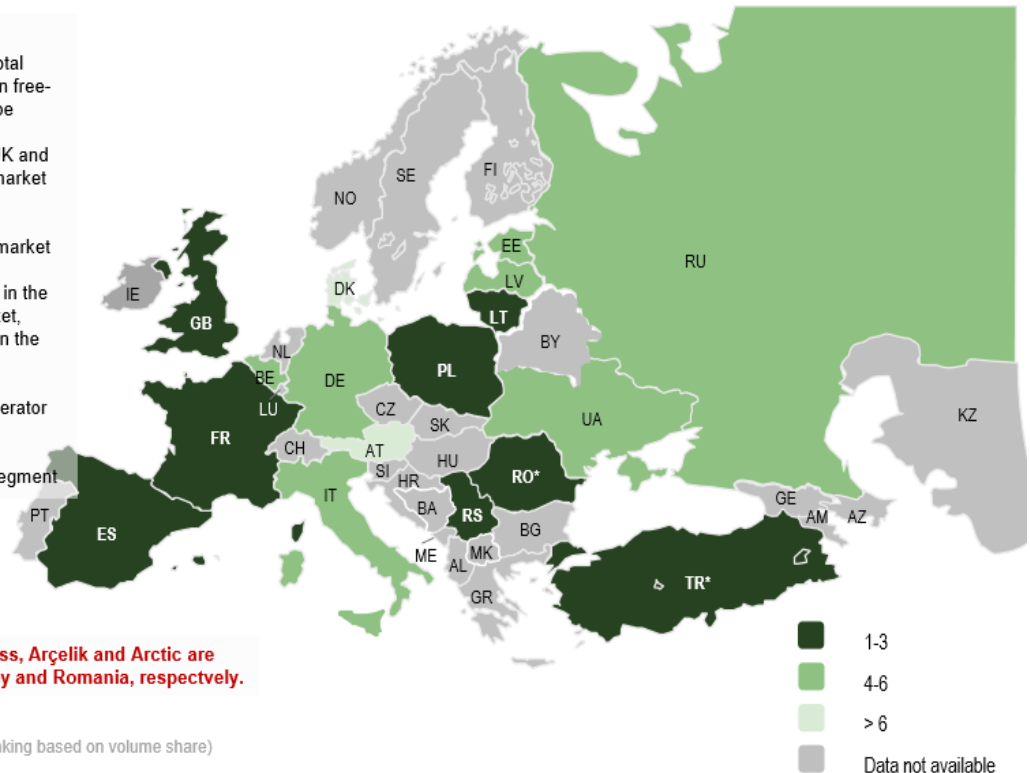 otal
n free-
pe
K and
market
market
in the
ket,
n the
erator
egment
NO
SE
FI
EE
LV
LT
RU
DK
IE
GB
NL
BE
LU
DE
PL
BY
CZ
SK
UA
KZ
FR
CH
AT
SI
HU
HR
RO*
IT
BA
RS
BG
GE
AM
AZ
PT
ES
ME
MK
AL
GR
TR*
ss, Arçelik and Arctic are
y and Romania, respectvely.
1-3
4-6
> 6
Data not available
nking based on volume share)